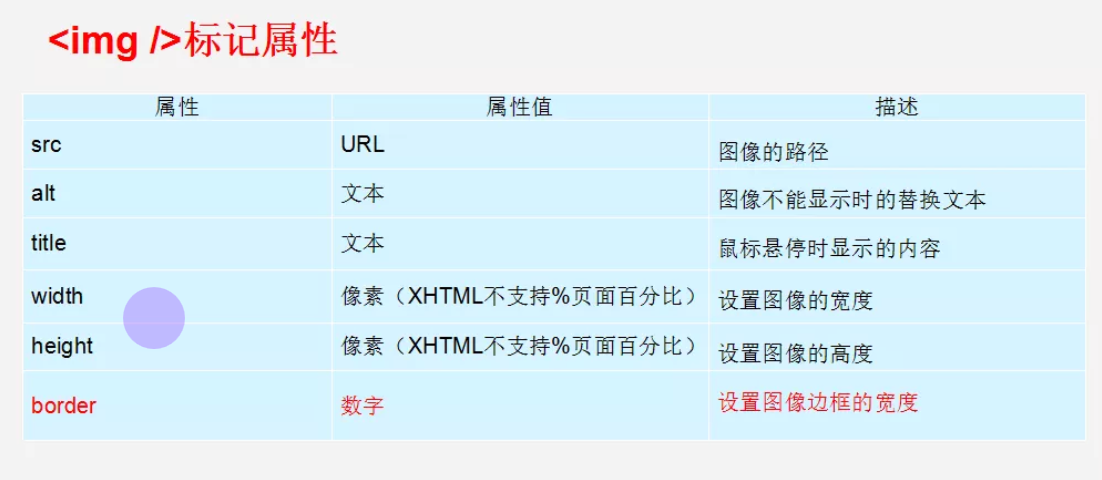 <img />标记属性
属性 属性值 描述
src URL 图像的路径
alt 文本 图像不能显示时的替换文本
title 文本 鼠标悬停时显示的内容
width 像素（XHTML不支持%页面百分比） 设置图像的宽度
height 像素（XHTML不支持%页面百分比） 设置图像的高度
border 数字 设置图像边框的宽度